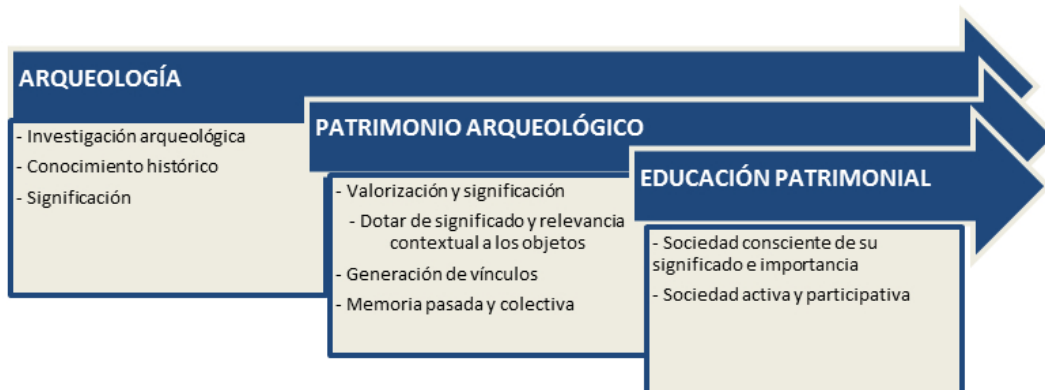 ARQUEOLOGÍA
- Investigación arqueológica
- Conocimiento histórico
- Significación
PATRIMONIO ARQUEOLÓGICO
- Valorización y significación
- Dotar de significado y relevancia
contextual a los objetos
- Generación de vínculos
- Memoria pasada y colectiva
EDUCACIÓN PATRIMONIAL
- Sociedad consciente de su
significado e importancia
- Sociedad activa y participativa